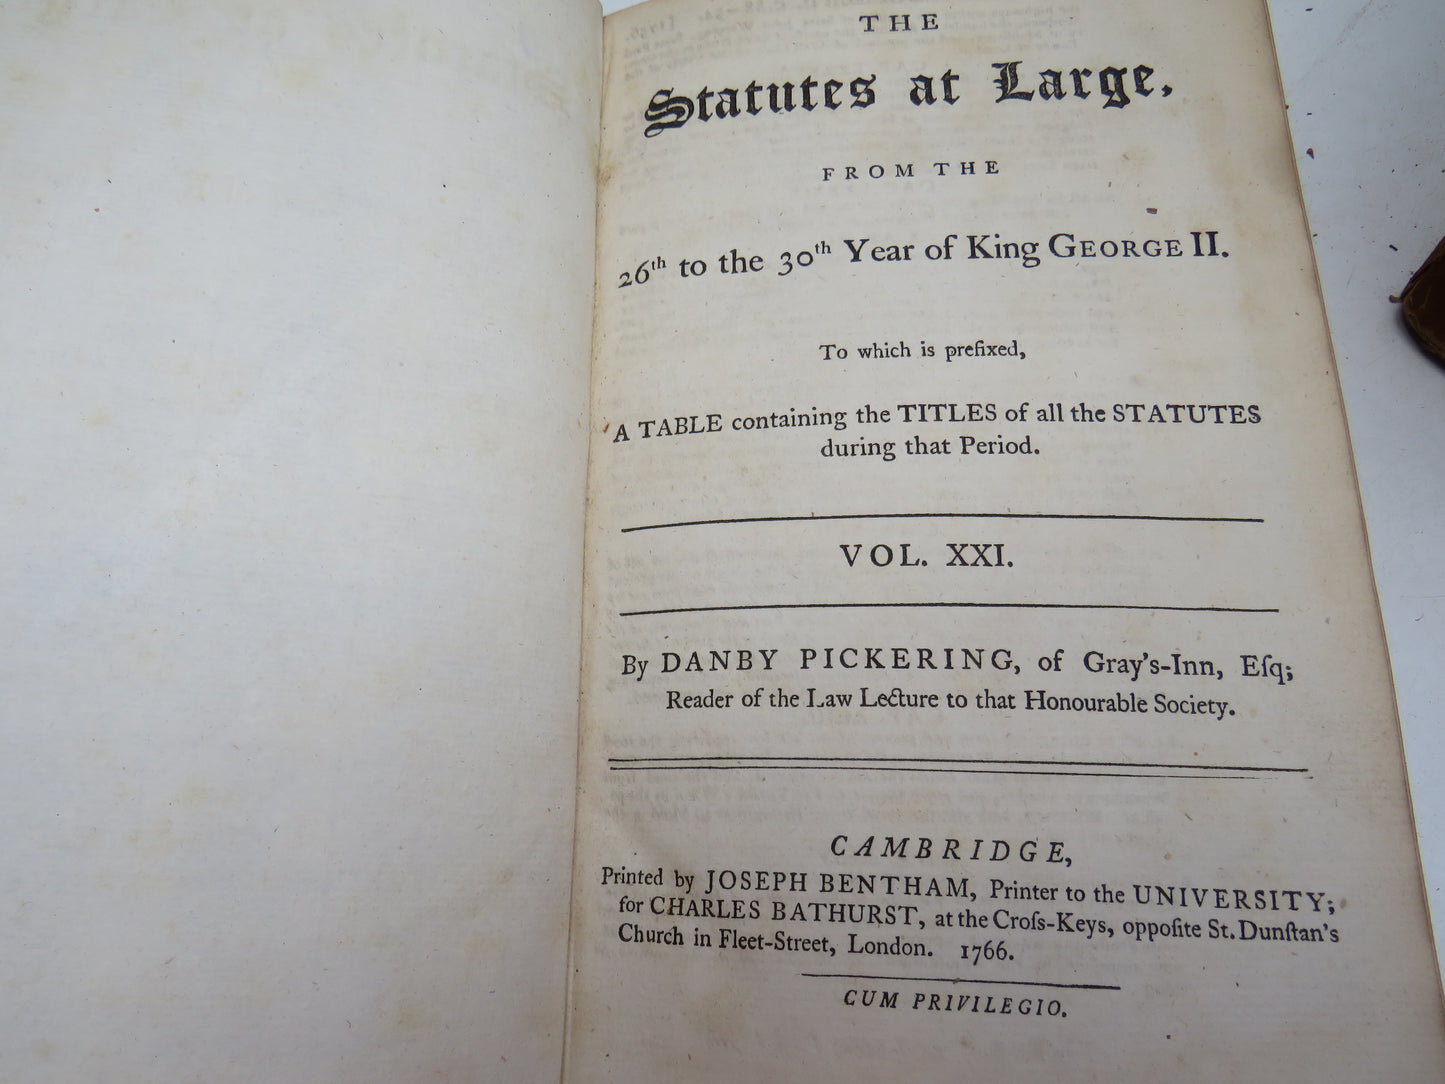 THE
Statutes at Large,
FROM THE
26th to the 30th Year of King GEORGE II.
To which is prefixed,
A TABLE containing the TITLES of all the STATUTES
during that Period.
VOL. XXI.
By DANBY PICKERING, of Gray's-Inn, Eſq;
Reader of the Law Lecture to that Honourable Society.
CAMBRIDGE,
Printed by JOSEPH BENTHAM, Printer to the UNIVERSITY;
for CHARLES BATHURST, at the Croſs-Keys, oppoſite St. Dunſtan's
Church in Fleet-Street, London. 1766.
CUM PRIVILEGIO.